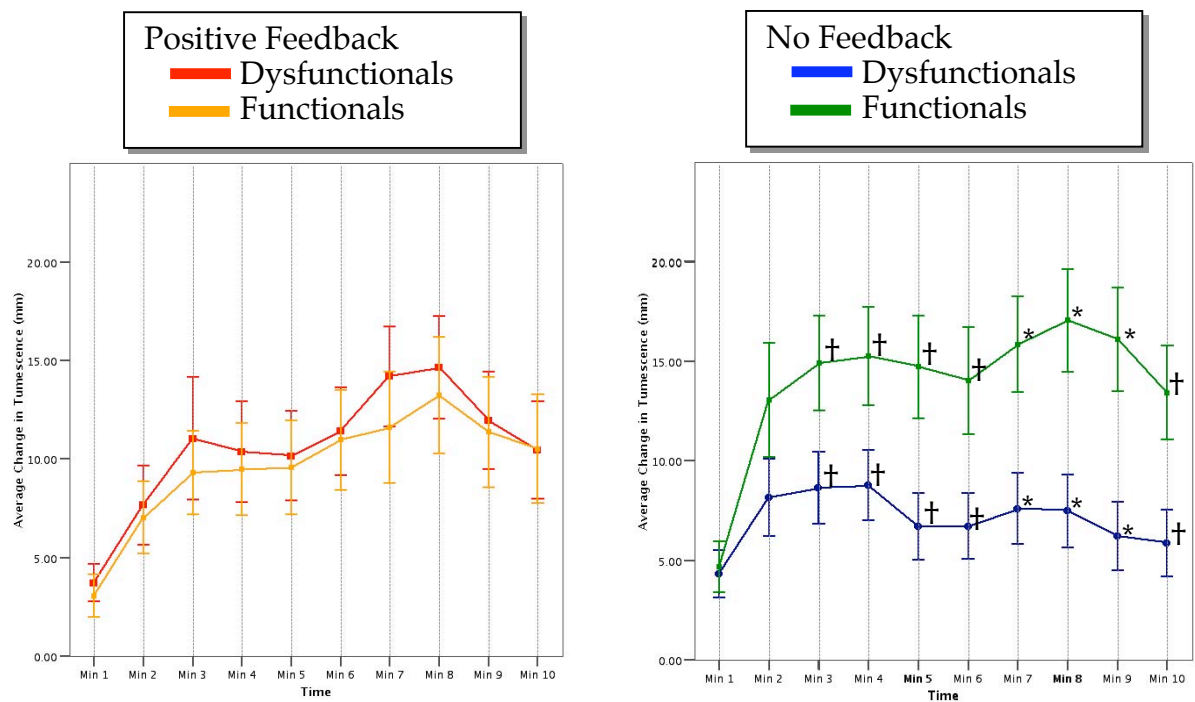 Positive Feedback
Dysfunctionals
Functionals
No Feedback
Dysfunctionals
Functionals
Average Change in Tumescence (mm)
20.00
15.00
10.00
5.00
0.00
Min 1 Min 2 Min 3 Min 4 Min 5 Min 6 Min 7 Min 8 Min 9 Min 10
Time
Average Change in Tumescence (mm)
20.00
15.00
10.00
5.00
0.00
† † † † * * * †
† † † † * * * †
Min 1 Min 2 Min 3 Min 4 Min 5 Min 6 Min 7 Min 8 Min 9 Min 10
Time